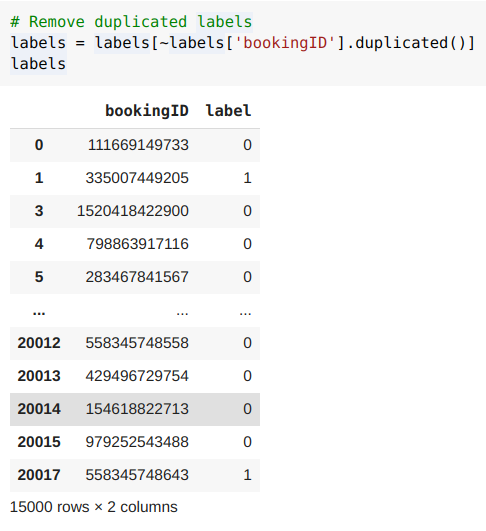 # Remove duplicated labels
labels = labels[~labels['bookingID'].duplicated()]
labels
bookingID label
0 111669149733 0
1 335007449205 1
3 1520418422900 0
4 798863917116 0
5 283467841567 0
... ... ...
20012 558345748558 0
20013 429496729754 0
20014 154618822713 0
20015 979252543488 0
20017 558345748643 1
15000 rows × 2 columns